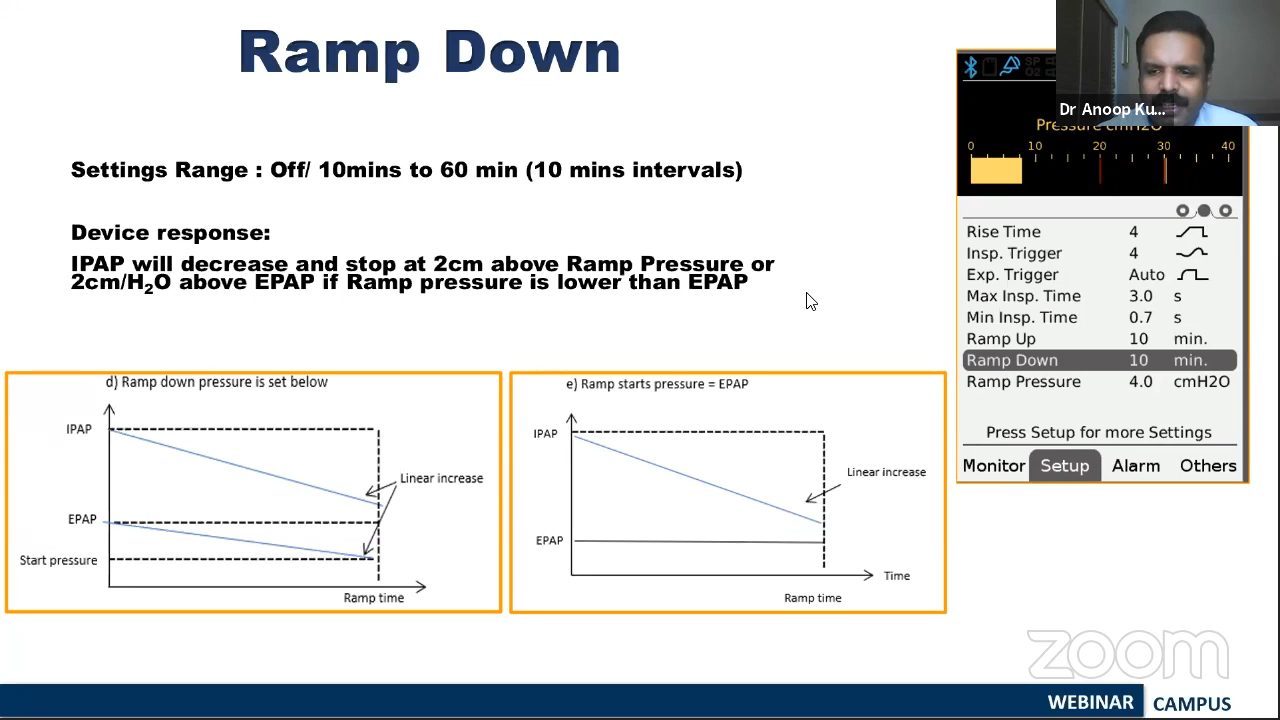 Ramp Down
Settings Range : Off/ 10mins to 60 min (10 mins intervals)
Device response:
IPAP will decrease and stop at 2cm above Ramp Pressure or
2cm/H2O above EPAP if Ramp pressure is lower than EPAP
Dr Anoop Ku...
SP
O2
Pressure cmH2O
0 10 20 30 40
Rise Time 4
Insp. Trigger 4
Exp. Trigger Auto
Max Insp. Time 3.0 s
Min Insp. Time 0.7 s
Ramp Up 10 min.
Ramp Down 10 min.
Ramp Pressure 4.0 cmH2O
Press Setup for more Settings
Monitor Setup Alarm Others
d) Ramp down pressure is set below
IPAP
Linear increase
EPAP
Start pressure
Ramp time
e) Ramp starts pressure = EPAP
IPAP
Linear increase
EPAP
Time
Ramp time
zoom
WEBINAR CAMPUS